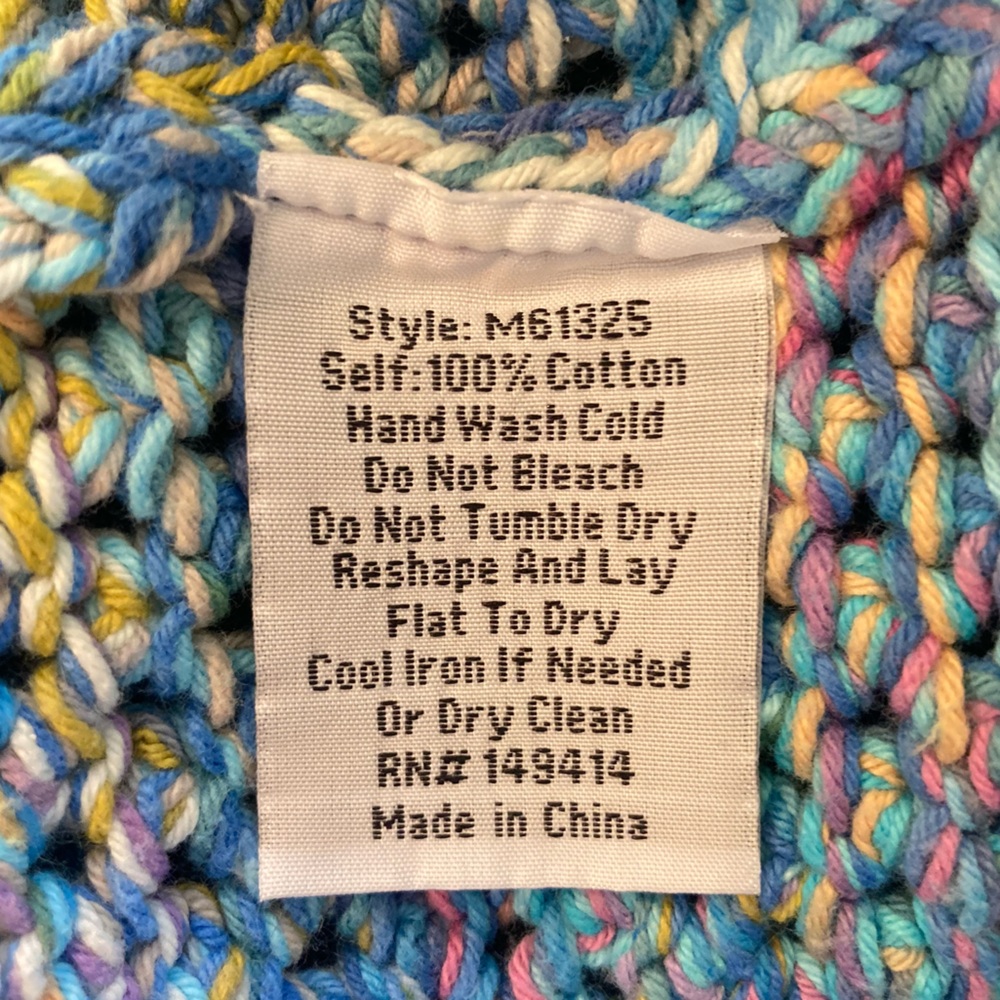 Style: M61325
Self:100% Cotton
Hand Wash Cold
Do Not Bleach
Do Not Tumble Dry
Reshape And Lay
Flat To Dry
Cool Iron If Needed
Or Dry Clean
RN# 149414
Made in China